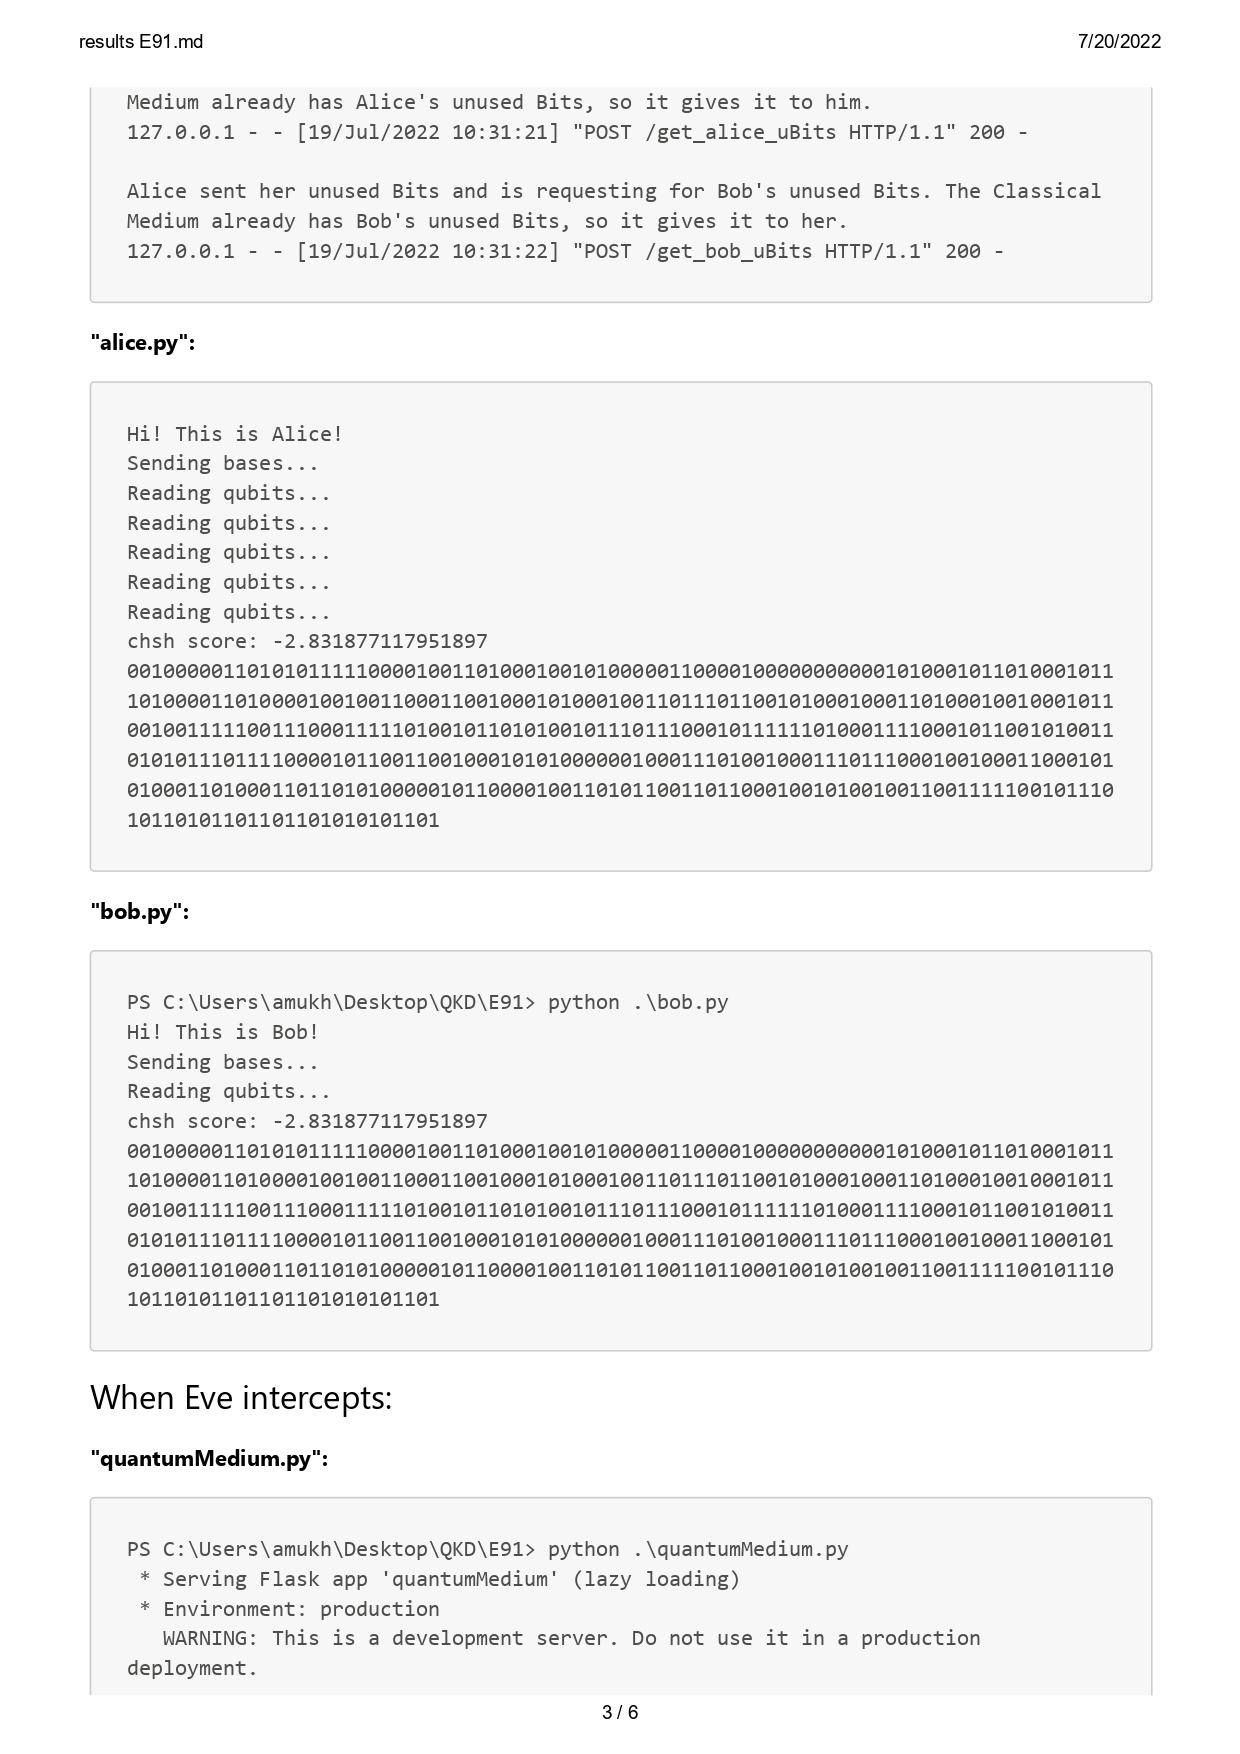 results E91.md
7/20/2022
Medium already has Alice's unused Bits, so it gives it to him.
127.0.0.1 - - [19/Jul/2022 10:31:21] "POST /get_alice_uBits HTTP/1.1" 200 -
Alice sent her unused Bits and is requesting for Bob's unused Bits. The Classical
Medium already has Bob's unused Bits, so it gives it to her.
127.0.0.1 - - [19/Jul/2022 10:31:22] "POST /get_bob_uBits HTTP/1.1" 200 -
"alice.py":
Hi! This is Alice!
Sending bases...
Reading qubits...
Reading qubits...
Reading qubits...
Reading qubits...
Reading qubits...
chsh score: -2.831877117951897
00100000110101011111100001001101000100101000001100001000000000001010001011010001011
1010000110100001001001100011001000101000100110111011001010001000110100010010001011
0010011111001110001111101001011010100101110111000101111110100011110001011001010011
0101011101111000010110011001000101010000001000111010010001110111000100100011000101
0100011010001101101010000010110000100110101100110110001001010010011001111100101110
10110101101101101010101101
"bob.py":
PS C:\Users\amukh\Desktop\QKD\E91> python .\bob.py
Hi! This is Bob!
Sending bases...
Reading qubits...
chsh score: -2.831877117951897
00100000110101011111100001001101000100101000001100001000000000001010001011010001011
1010000110100001001001100011001000101000100110111011001010001000110100010010001011
0010011111001110001111101001011010100101110111000101111110100011110001011001010011
0101011101111000010110011001000101010000001000111010010001110111000100100011000101
0100011010001101101010000010110000100110101100110110001001010010011001111100101110
10110101101101101010101101
When Eve intercepts:
"quantumMedium.py":
PS C:\Users\amukh\Desktop\QKD\E91> python .\quantumMedium.py
* Serving Flask app 'quantumMedium' (lazy loading)
* Environment: production
WARNING: This is a development server. Do not use it in a production
deployment.
3 / 6